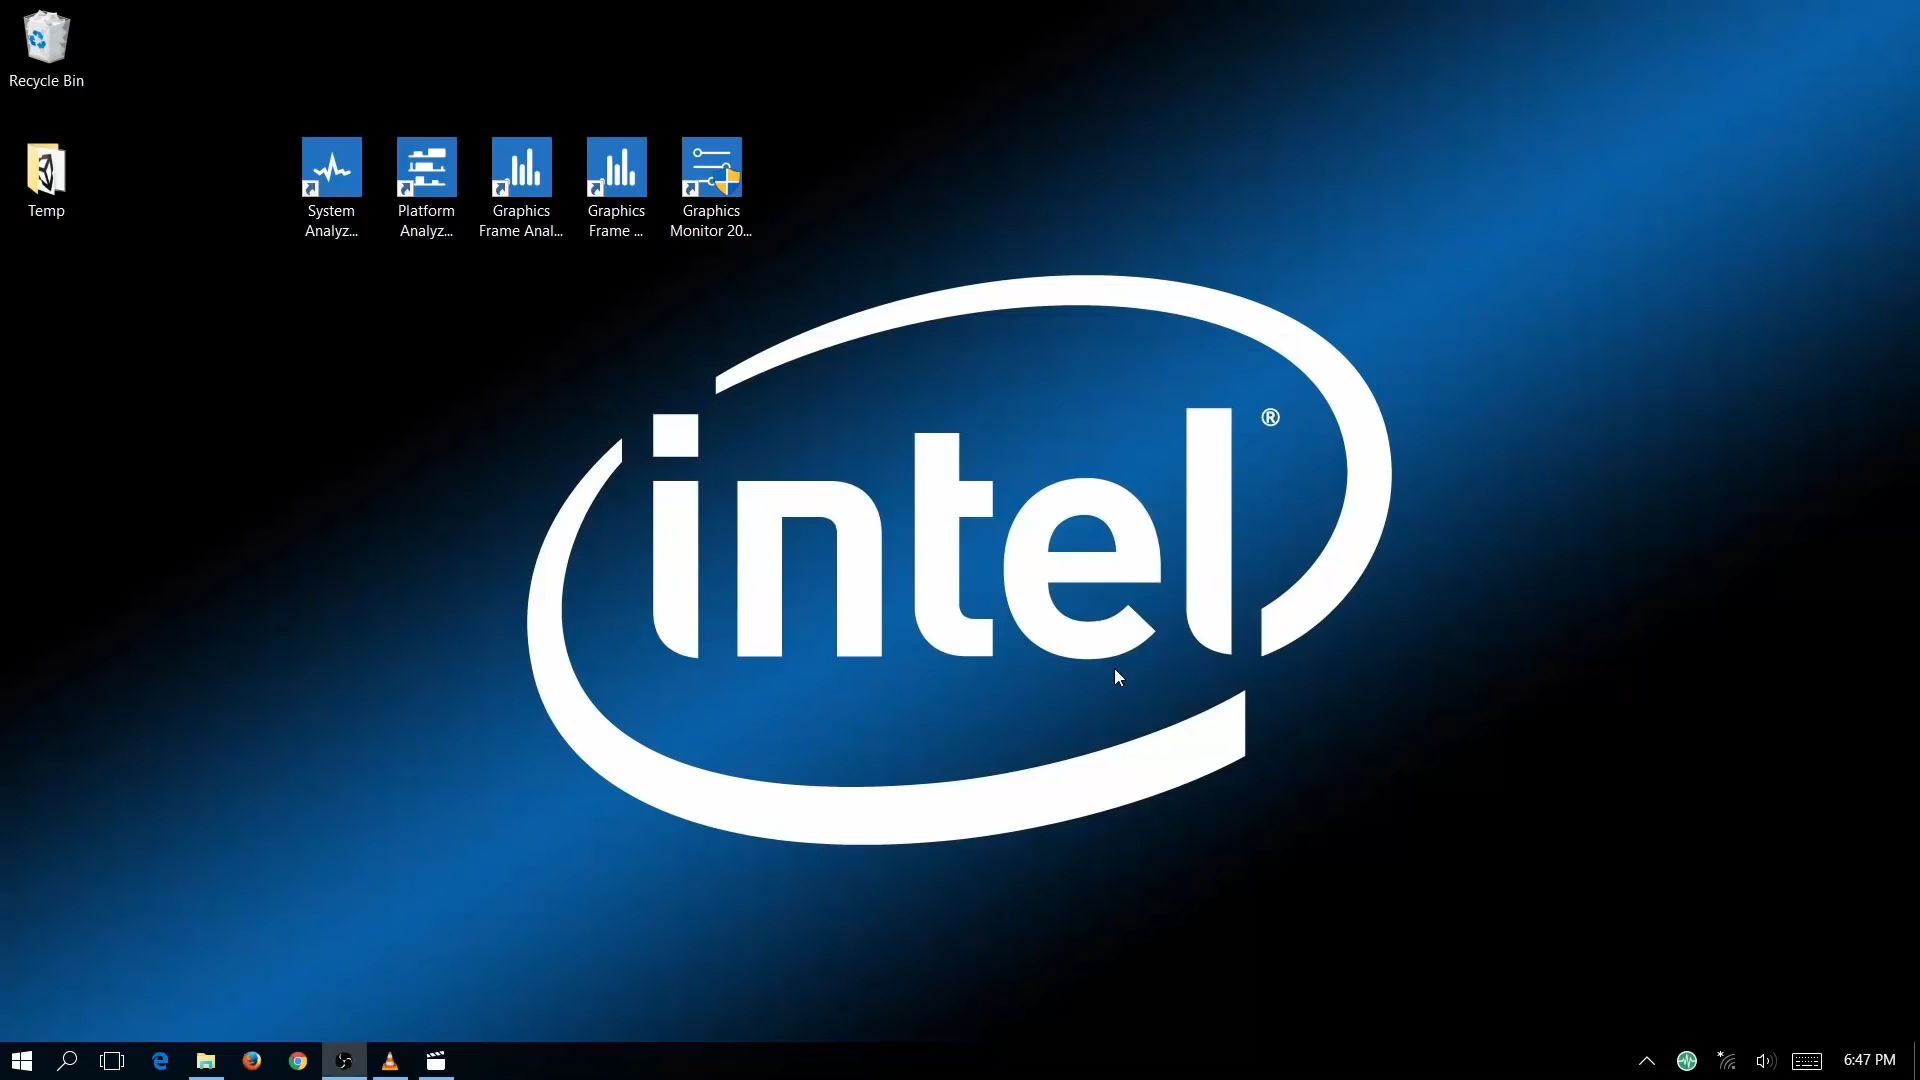 Recycle Bin
Temp
System
Analyz...
Platform
Analyz...
Graphics
Frame Anal...
Graphics
Frame ...
Graphics
Monitor 20...
intel®
6:47 PM